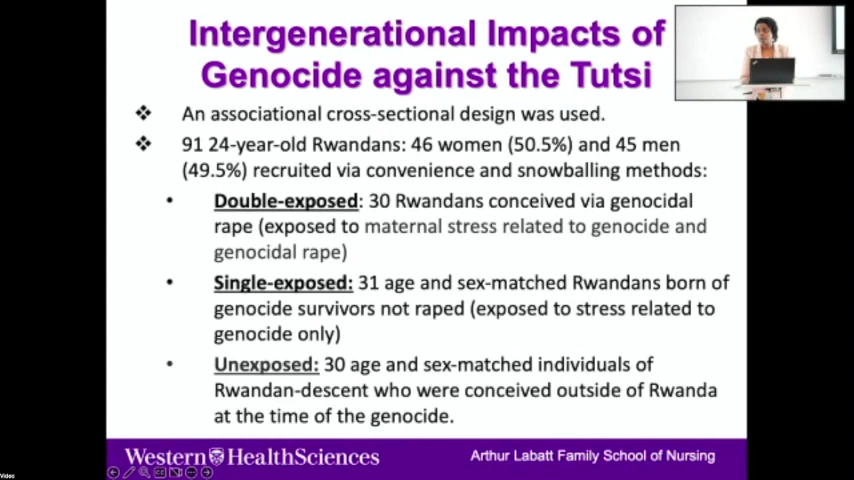 Intergenerational Impacts of
Genocide against the Tutsi
❖ An associational cross-sectional design was used.
❖ 91 24-year-old Rwandans: 46 women (50.5%) and 45 men
(49.5%) recruited via convenience and snowballing methods:
• Double-exposed: 30 Rwandans conceived via genocidal
rape (exposed to maternal stress related to genocide and
genocidal rape)
• Single-exposed: 31 age and sex-matched Rwandans born of
genocide survivors not raped (exposed to stress related to
genocide only)
• Unexposed: 30 age and sex-matched individuals of
Rwandan-descent who were conceived outside of Rwanda
at the time of the genocide.
Western HealthSciences
Arthur Labatt Family School of Nursing
Video